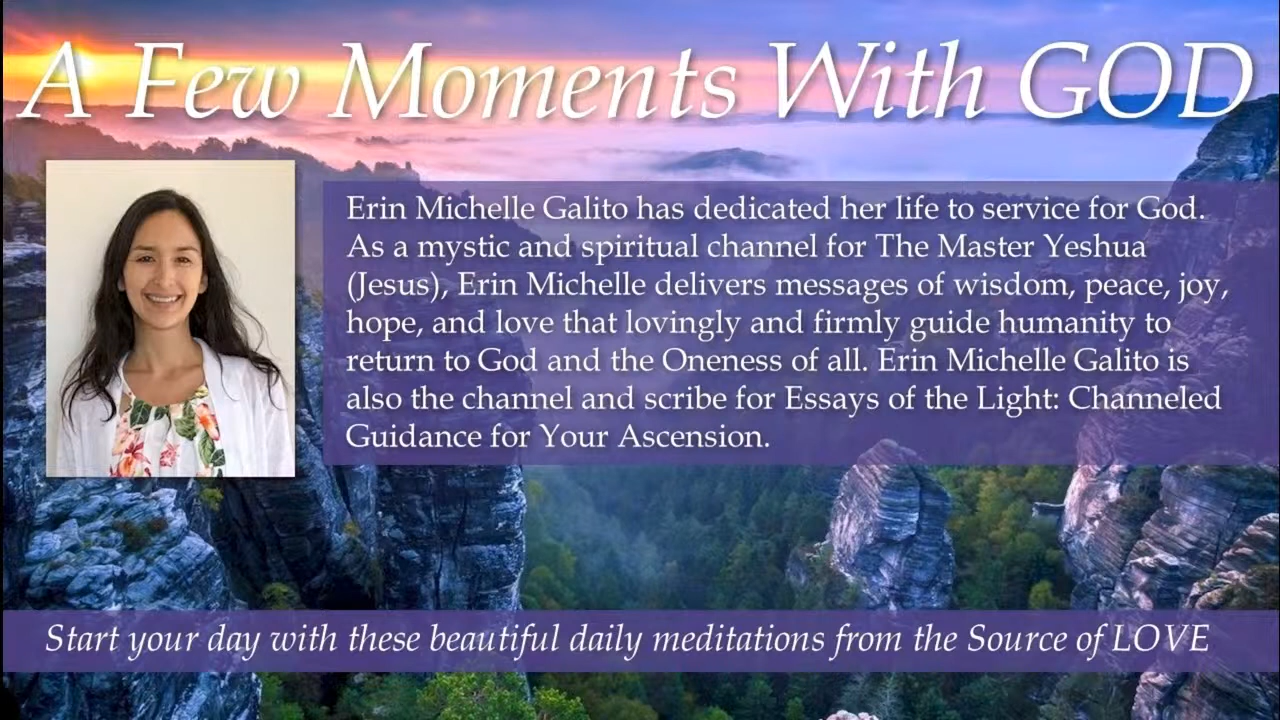 A Few Moments With GOD
Erin Michelle Galito has dedicated her life to service for God.
As a mystic and spiritual channel for The Master Yeshua
(Jesus), Erin Michelle delivers messages of wisdom, peace, joy,
hope, and love that lovingly and firmly guide humanity to
return to God and the Oneness of all. Erin Michelle Galito is
also the channel and scribe for Essays of the Light: Channeled
Guidance for Your Ascension.
Start your day with these beautiful daily meditations from the Source of LOVE